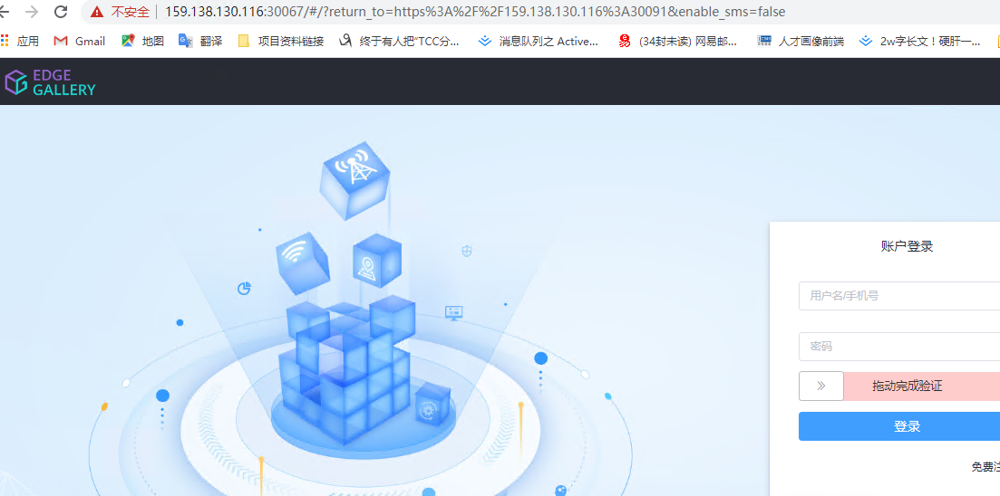 不安全 159.138.130.116:30067/#/?return_to=https%3A%2F%2F159.138.130.116%3A30091&enable_sms=false
应用 Gmail 地图 翻译 项目资料链接 终于有人把“TCC分... 消息队列之 Active... (34封未读) 网易邮... 人才画像前端 2w字长文！硬肝一...
EDGE
GALLERY
账户登录
用户名/手机号
密码
拖动完成验证
登录
免费注